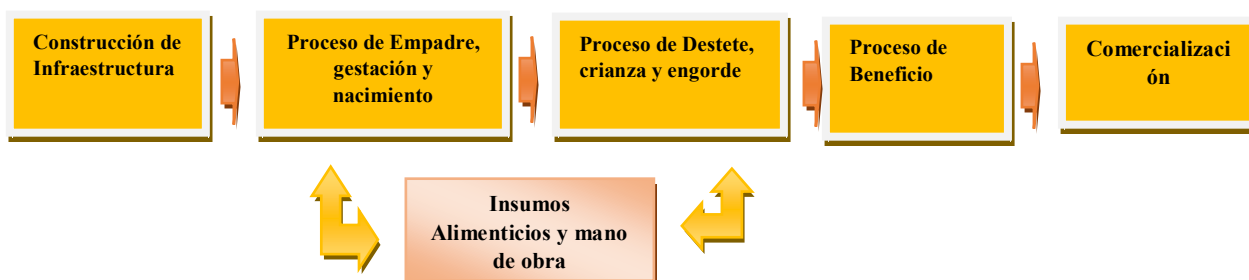 Construcción de
Infraestructura
Proceso de Empadre,
gestación y
nacimiento
Proceso de Destete,
crianza y engorde
Proceso de
Beneficio
Comercializaci
ón
Insumos
Alimenticios y mano
de obra